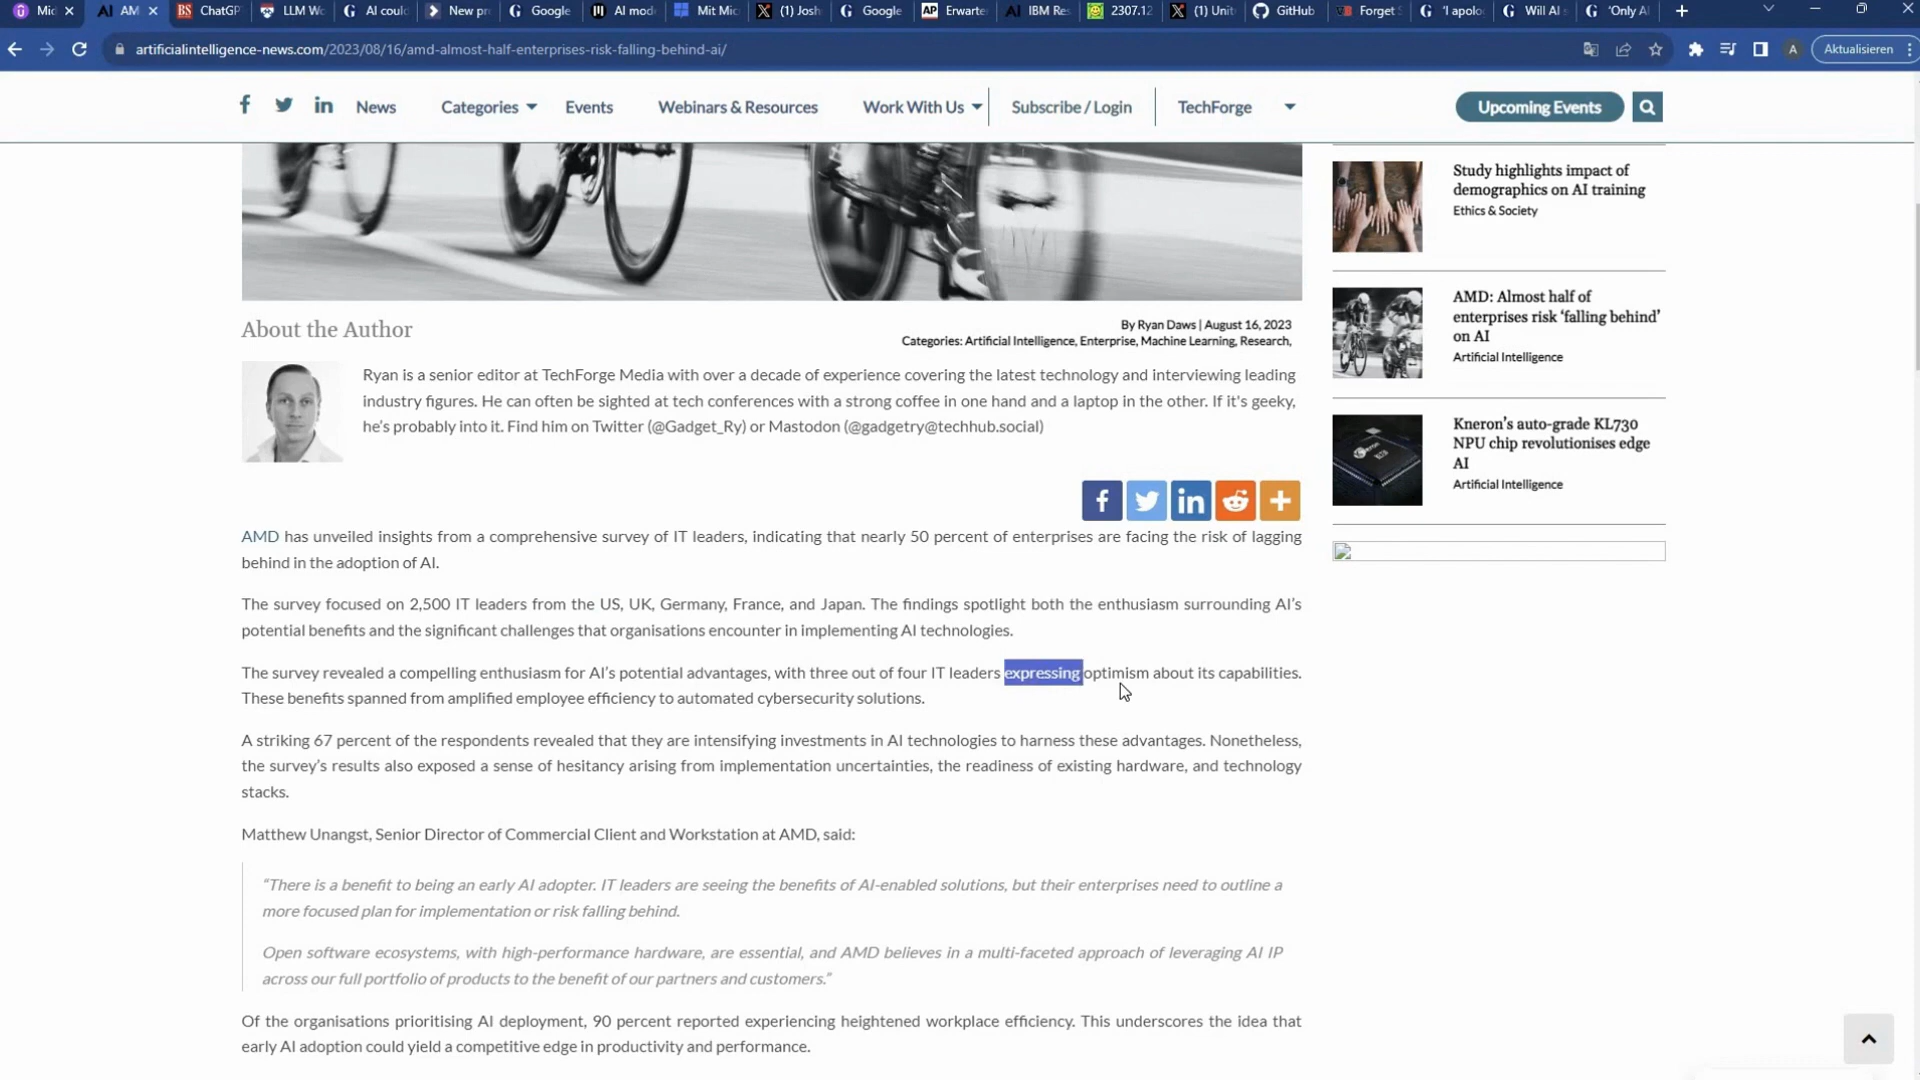 Mic
AM
ChatGP
LLM Wo
AI coul
New pr
Google
AI mod
Mit Mic
(1) Josh
Google
Erwarte
IBM Res
2307.12
(1) Unit
GitHub
Forget S
'I apolo
Will AI s
'Only AI
artificialintelligence-news.com/2023/08/16/amd-almost-half-enterprises-risk-falling-behind-ai/
A
Aktualisieren
News
Categories
Events
Webinars & Resources
Work With Us
Subscribe / Login
TechForge
Upcoming Events
About the Author
By Ryan Daws | August 16, 2023
Categories: Artificial Intelligence, Enterprise, Machine Learning, Research,
Ryan is a senior editor at TechForge Media with over a decade of experience covering the latest technology and interviewing leading
industry figures. He can often be sighted at tech conferences with a strong coffee in one hand and a laptop in the other. If it's geeky,
he's probably into it. Find him on Twitter (@Gadget_Ry) or Mastodon (@gadgetry@techhub.social)
AMD has unveiled insights from a comprehensive survey of IT leaders, indicating that nearly 50 percent of enterprises are facing the risk of lagging
behind in the adoption of AI.
The survey focused on 2,500 IT leaders from the US, UK, Germany, France, and Japan. The findings spotlight both the enthusiasm surrounding AI's
potential benefits and the significant challenges that organisations encounter in implementing AI technologies.
The survey revealed a compelling enthusiasm for AI's potential advantages, with three out of four IT leaders expressing optimism about its capabilities.
These benefits spanned from amplified employee efficiency to automated cybersecurity solutions.
A striking 67 percent of the respondents revealed that they are intensifying investments in AI technologies to harness these advantages. Nonetheless,
the survey's results also exposed a sense of hesitancy arising from implementation uncertainties, the readiness of existing hardware, and technology
stacks.
Matthew Unangst, Senior Director of Commercial Client and Workstation at AMD, said:
“There is a benefit to being an early AI adopter. IT leaders are seeing the benefits of AI-enabled solutions, but their enterprises need to outline a
more focused plan for implementation or risk falling behind.
Open software ecosystems, with high-performance hardware, are essential, and AMD believes in a multi-faceted approach of leveraging AI IP
across our full portfolio of products to the benefit of our partners and customers.”
Of the organisations prioritising AI deployment, 90 percent reported experiencing heightened workplace efficiency. This underscores the idea that
early AI adoption could yield a competitive edge in productivity and performance.
Study highlights impact of
demographics on AI training
Ethics & Society
AMD: Almost half of
enterprises risk ‘falling behind’
on AI
Artificial Intelligence
Kneron’s auto-grade KL730
NPU chip revolutionises edge
AI
Artificial Intelligence